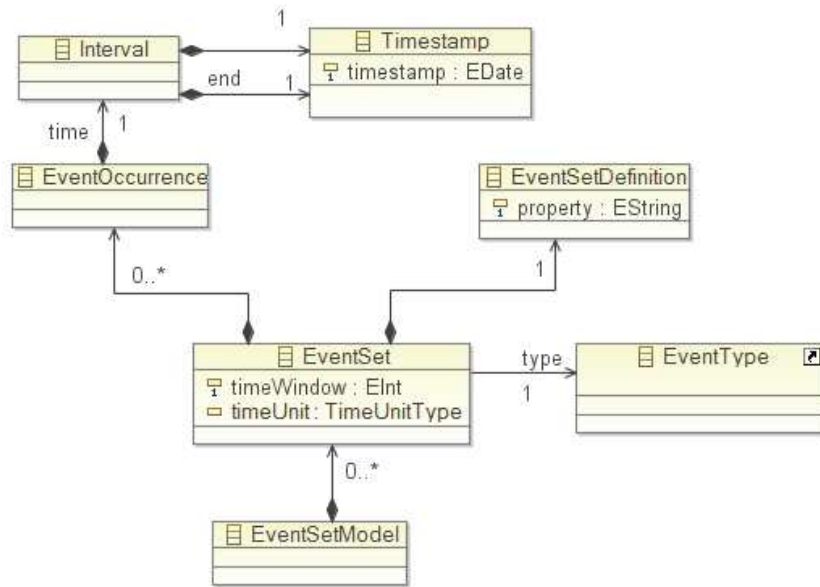 1
Interval
Timestamp
timestamp : EDate
end
1
time
1
EventOccurrence
EventSetDefinition
property : EString
0..*
1
EventSet
timeWindow : EInt
timeUnit : TimeUnitType
type
1
EventType
0..*
EventSetModel